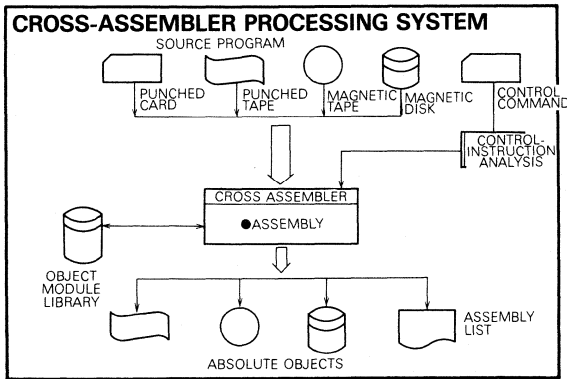 CROSS-ASSEMBLER PROCESSING SYSTEM
SOURCE PROGRAM
PUNCHED
CARD
PUNCHED
TAPE
MAGNETIC
TAPE
MAGNETIC
DISK
CONTROL
COMMAND
CONTROL-
INSTRUCTION
ANALYSIS
CROSS ASSEMBLER
●ASSEMBLY
OBJECT
MODULE
LIBRARY
ASSEMBLY
LIST
ABSOLUTE OBJECTS